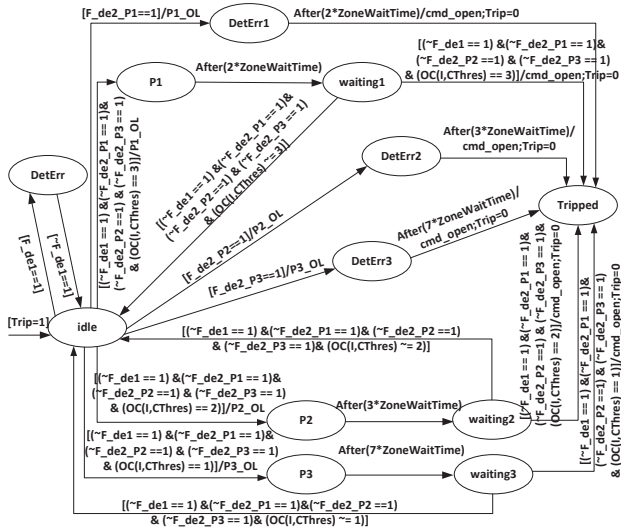 [F_de2_P1==1]/P1_OL
DetErr1
After(2*ZoneWaitTime)/cmd_open;Trip=0
P1
After(2*ZoneWaitTime)
waiting1
[(~F_de1 == 1) &(~F_de2_P1 == 1)&
(~F_de2_P2 ==1) & (~F_de2_P3 == 1)
& (OC(I,CThres) == 3)]/cmd_open;Trip=0
[(~F_de1 == 1) &(~F_de2_P1 == 1)&
(~F_de2_P2 ==1) & (~F_de2_P3 == 1)
& (OC(I,CThres) == 3)]/P1_OL
[(~F_de1 == 1) &(~F_de2_P1 == 1)&
(~F_de2_P2 ==1) & (~F_de2_P3 == 1)
& (OC(I,CThres) ~= 3)]
DetErr
[F_de1==1]
[~F_de1==1]
DetErr2
After(3*ZoneWaitTime)/
cmd_open;Trip=0
[F_de2_P2==1]/P2_OL
Tripped
DetErr3
After(7*ZoneWaitTime)/
cmd_open;Trip=0
[F_de2_P3==1]/P3_OL
[Trip=1]
idle
[(~F_de1 == 1) &(~F_de2_P1 == 1)& (~F_de2_P2 ==1)
& (~F_de2_P3 == 1)& (OC(I,CThres) ~= 2)]
[(~F_de1 == 1) &(~F_de2_P1 == 1)&
(~F_de2_P2 ==1) & (~F_de2_P3 == 1)
& (OC(I,CThres) == 2)]/P2_OL
P2
After(3*ZoneWaitTime)
waiting2
[(~F_de1 == 1) &(~F_de2_P1 == 1)&
(~F_de2_P2 ==1) & (~F_de2_P3 == 1)&
(OC(I,CThres) == 2)]/cmd_open;Trip=0
[(~F_de1 == 1) &(~F_de2_P1 == 1)&
(~F_de2_P2 ==1) & (~F_de2_P3 == 1)
& (OC(I,CThres) == 1)]/P3_OL
P3
After(7*ZoneWaitTime)
waiting3
[(~F_de1 == 1) &(~F_de2_P1 == 1)&
(~F_de2_P2 ==1) & (~F_de2_P3 == 1)
& (OC(I,CThres) == 1)]/cmd_open;Trip=0
[(~F_de1 == 1) &(~F_de2_P1 == 1)&(~F_de2_P2 ==1)
& (~F_de2_P3 == 1)& (OC(I,CThres) ~= 1)]